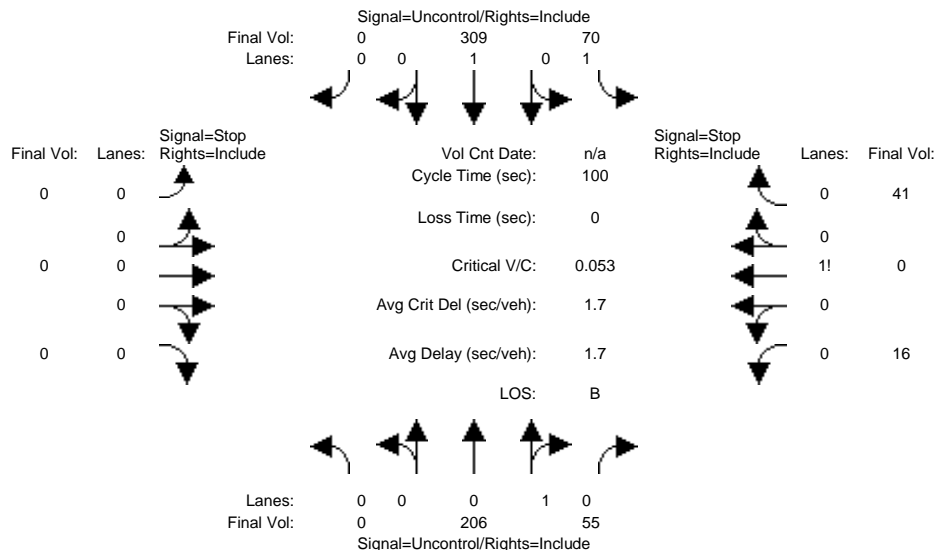 Signal=Uncontrol/Rights=Include
Final Vol: 0 309 70
Lanes: 0 0 1 0 1
Signal=Stop Signal=Stop
Final Vol: Lanes: Rights=Include Vol Cnt Date: n/a Rights=Include Lanes: Final Vol:
Cycle Time (sec): 100
0 0 0 41
Loss Time (sec): 0
0 0
0 0 Critical V/C: 0.053 1! 0
0 Avg Crit Del (sec/veh): 1.7 0
0 0 Avg Delay (sec/veh): 1.7 0 16
LOS: B
Lanes: 0 0 0 1 0
Final Vol: 0 206 55
Signal=Uncontrol/Rights=Include